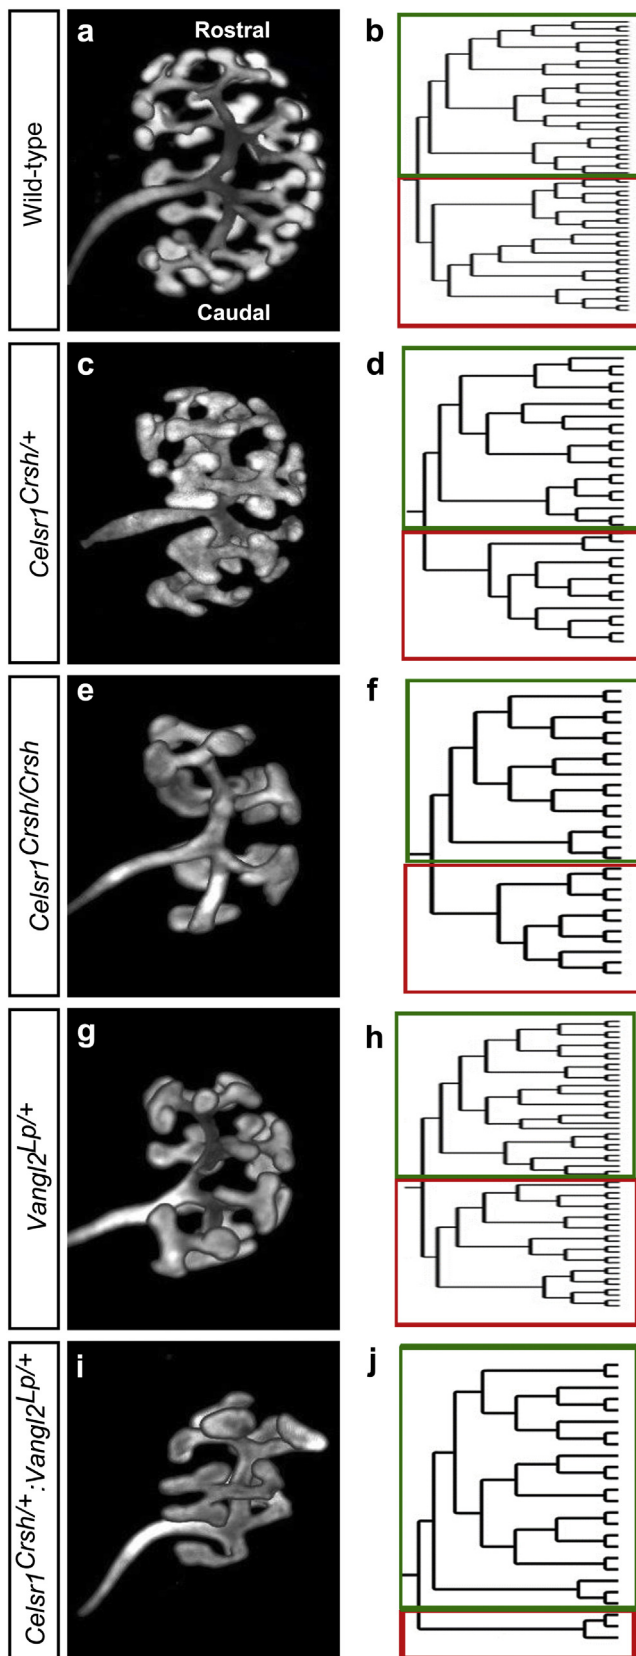 Wild-type
a
Rostral
Caudal
b
Celsr1Crsh/+
c
d
Celsr1Crsh/Crsh
e
f
Vangl2Lp/+
g
h
Celsr1Crsh/+:Vangl2Lp/+
i
j